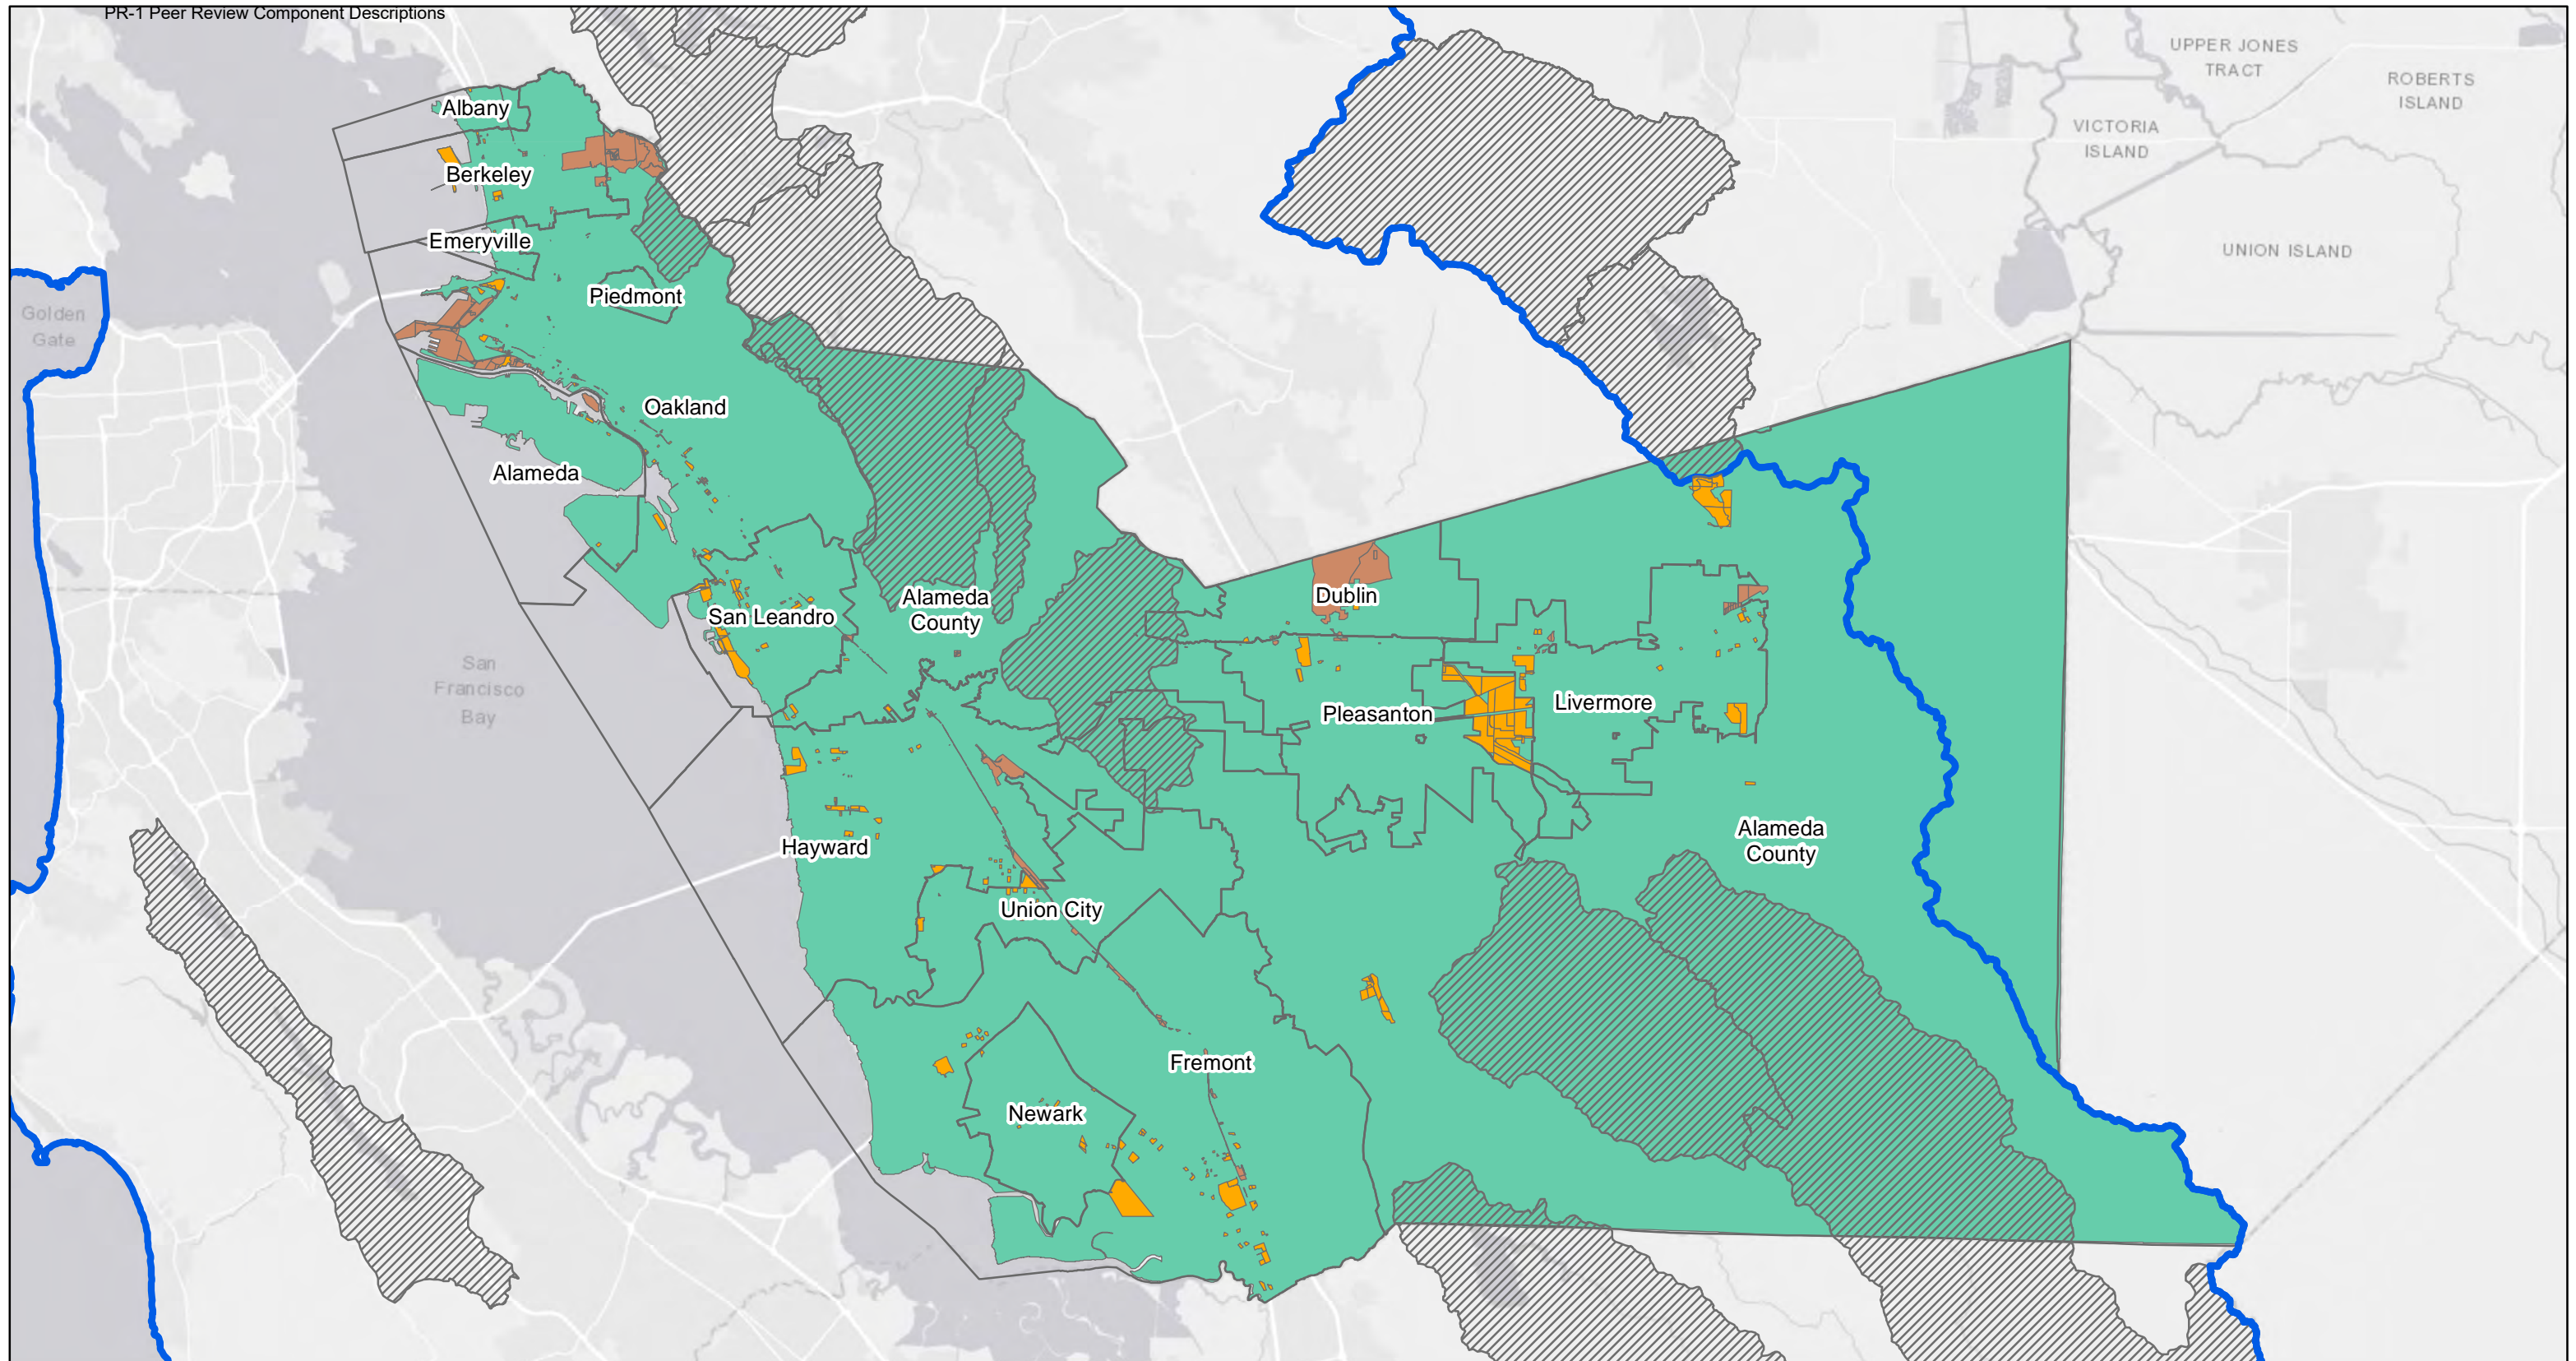 PR-1 Peer Review Component Descriptions
UPPER JONES
TRACT
ROBERTS
ISLAND
Albany
VICTORIA
ISLAND
Berkeley
Emeryville
UNION ISLAND
Piedmont
Golden
Gate
Oakland
Alameda
Dublin
Alameda
County
San Leandro
San
Francisco
Bay
Livermore
Pleasanton
Alameda
County
Hayward
Union City
Fremont
Newark